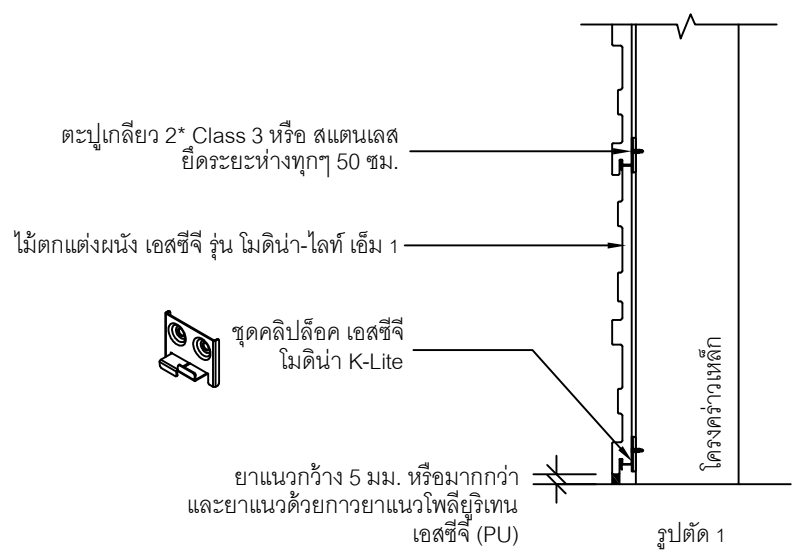 ตะปูเกลียว 2* Class 3 หรือ สแตนเลส
ยึดระยะห่างทุกๆ 50 ซม.
ไม้ตกแต่งผนัง เอสซีจี รุ่น โมดิน่า-ไลท์ เอ็ม 1
ชุดคลิปล็อค เอสซีจี
โมดิน่า K-Lite
โครงคร่าวเหล็ก
ยาแนวกว้าง 5 มม. หรือมากกว่า
และยาแนวด้วยกาวยาแนวโพลียูริเทน
เอสซีจี (PU)
รูปตัด 1